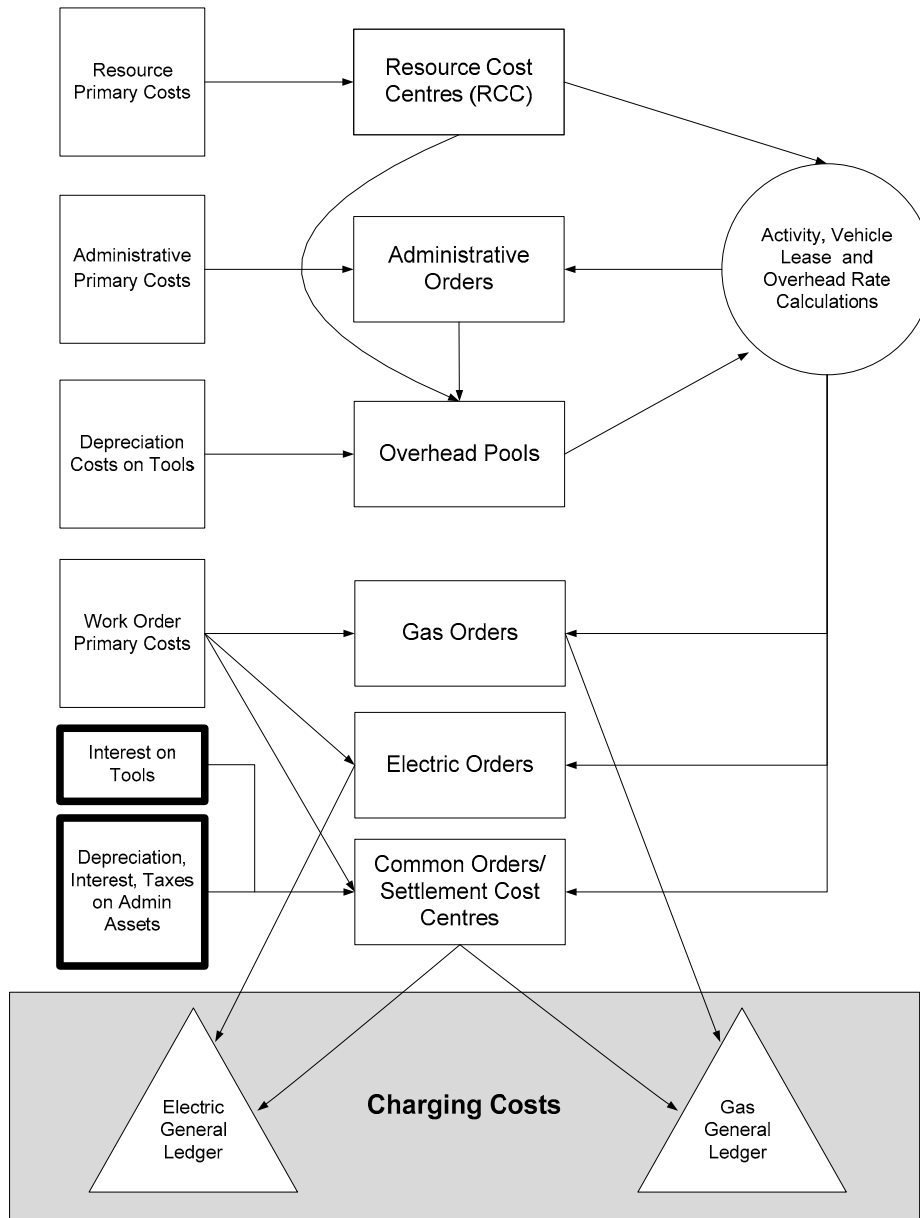 Resource
Primary Costs
Resource Cost
Centres (RCC)
Administrative
Primary Costs
Administrative
Orders
Activity, Vehicle
Lease and
Overhead Rate
Calculations
Depreciation
Costs on Tools
Overhead Pools
Work Order
Primary Costs
Gas Orders
Interest on
Tools
Electric Orders
Depreciation,
Interest, Taxes
on Admin
Assets
Common Orders/
Settlement Cost
Centres
Electric
General
Ledger
Charging Costs
Gas
General
Ledger